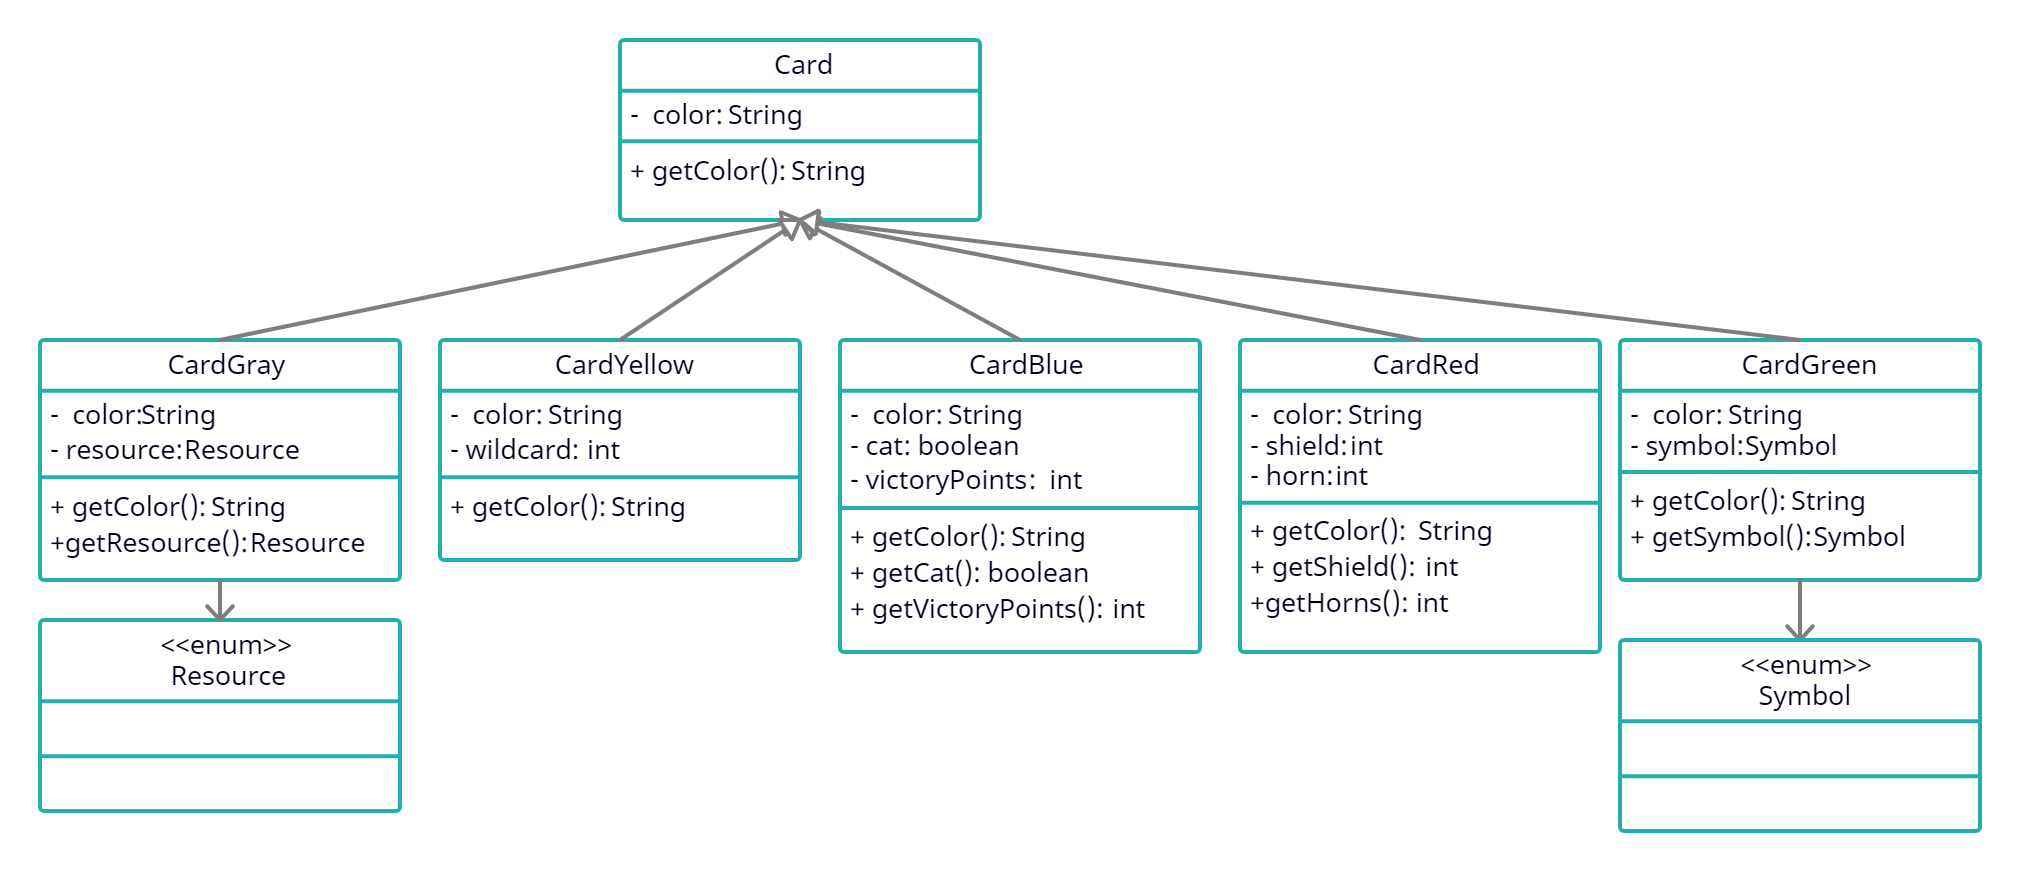 Card
- color: String
+ getColor(): String
CardGray
- color:String
- resource:Resource
+ getColor(): String
+getResource():Resource
CardYellow
- color: String
- wildcard: int
+ getColor(): String
CardBlue
- color: String
- cat: boolean
- victoryPoints: int
+ getColor(): String
+ getCat(): boolean
+ getVictoryPoints(): int
CardRed
- color: String
- shield:int
- horn:int
+ getColor(): String
+ getShield(): int
+getHorns(): int
CardGreen
- color: String
- symbol:Symbol
+ getColor(): String
+ getSymbol():Symbol
<<enum>>
Resource
<<enum>>
Symbol